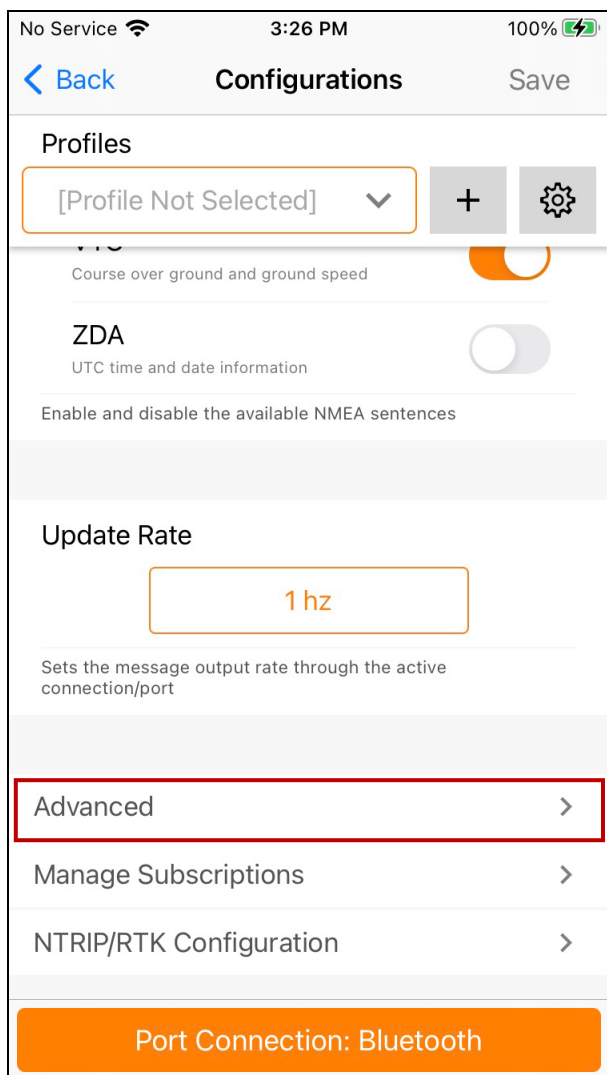 No Service 3:26 PM 100%
Back Configurations Save
Profiles
[Profile Not Selected] +
Course over ground and ground speed
ZDA
UTC time and date information
Enable and disable the available NMEA sentences
Update Rate
1 hz
Sets the message output rate through the active
connection/port
Advanced
Manage Subscriptions
NTRIP/RTK Configuration
Port Connection: Bluetooth